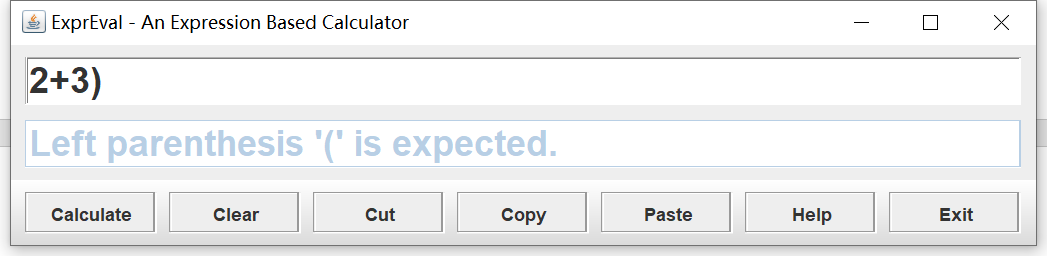 ExprEval - An Expression Based Calculator
2+3)
Left parenthesis '(' is expected.
Calculate Clear Cut Copy Paste Help Exit